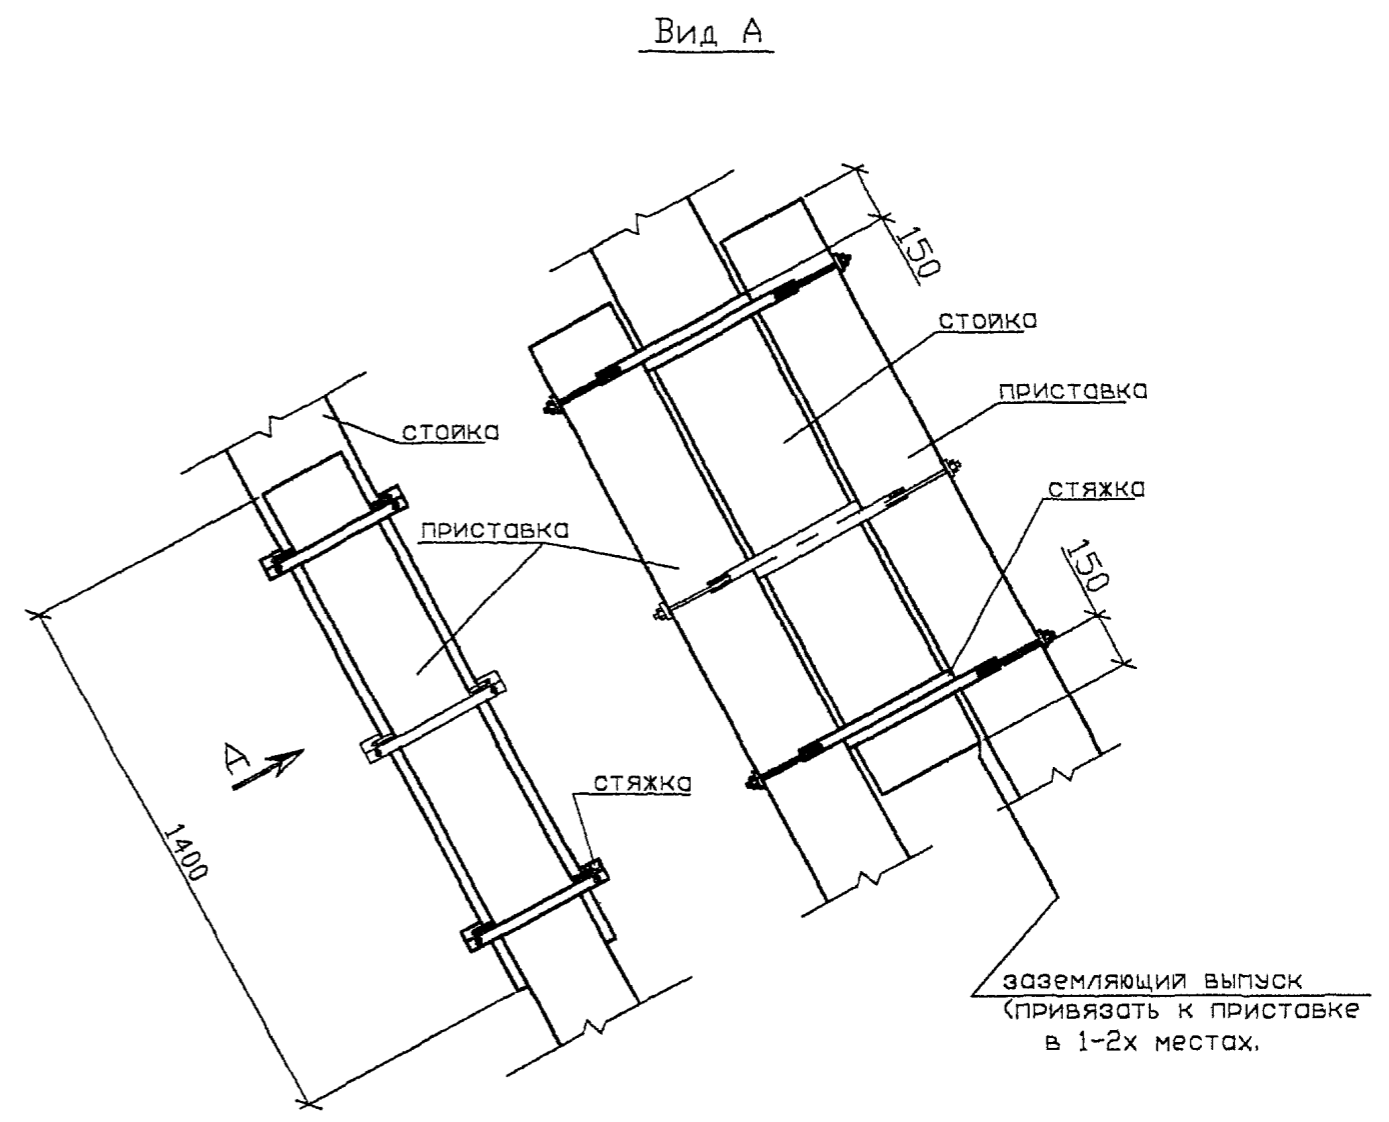 Вид А
150
стойка
приставка
стойка
стяжка
приставка
150
А
стяжка
1400
заземляющий выпуск
(привязать к приставке
в 1-2х местах.